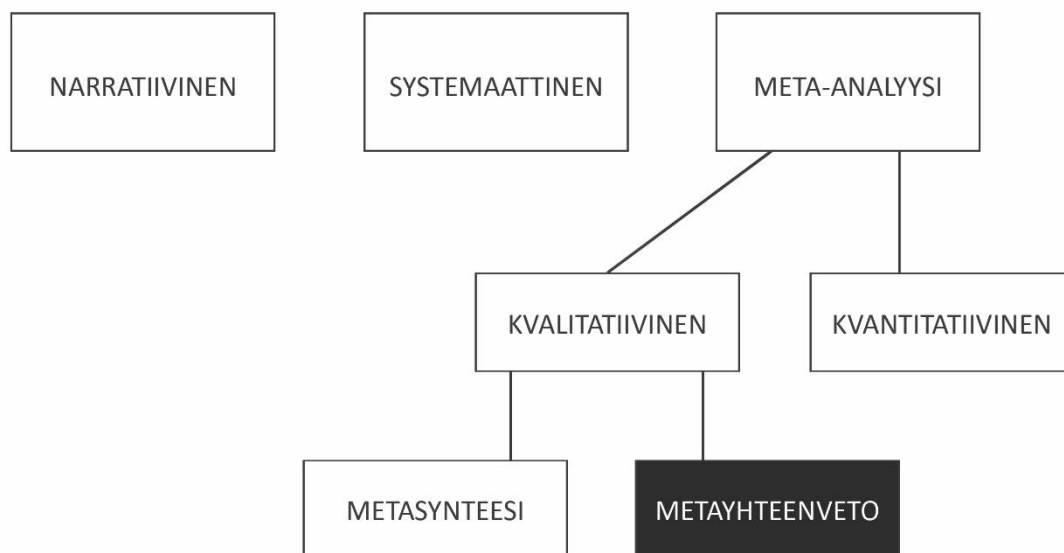 NARRATIIVINEN
SYSTEMAATTINEN
META-ANALYYSI
KVALITATIIVINEN
KVANTITATIIVINEN
METASYNTEESI
METAYHTEENVETO